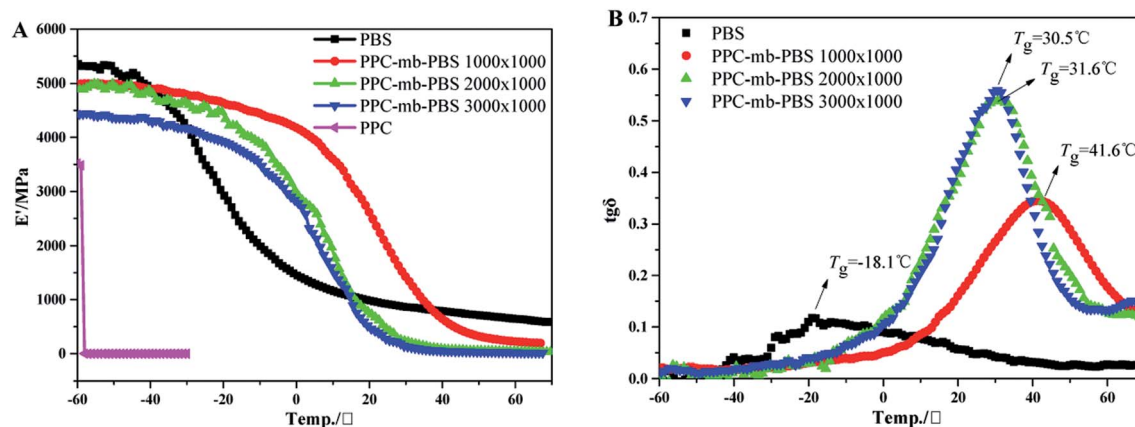 A
PBS
PPC-mb-PBS 1000x1000
PPC-mb-PBS 2000x1000
PPC-mb-PBS 3000x1000
PPC
6000
5000
4000
3000
2000
1000
0
E'/MPa
-60 -40 -20 0 20 40 60
Temp./□
B
PBS
PPC-mb-PBS 1000x1000
PPC-mb-PBS 2000x1000
PPC-mb-PBS 3000x1000
Tg=30.5℃
Tg=31.6℃
Tg=41.6℃
Tg=-18.1℃
0.7
0.6
0.5
0.4
0.3
0.2
0.1
0.0
tgδ
-60 -40 -20 0 20 40 60
Temp./□